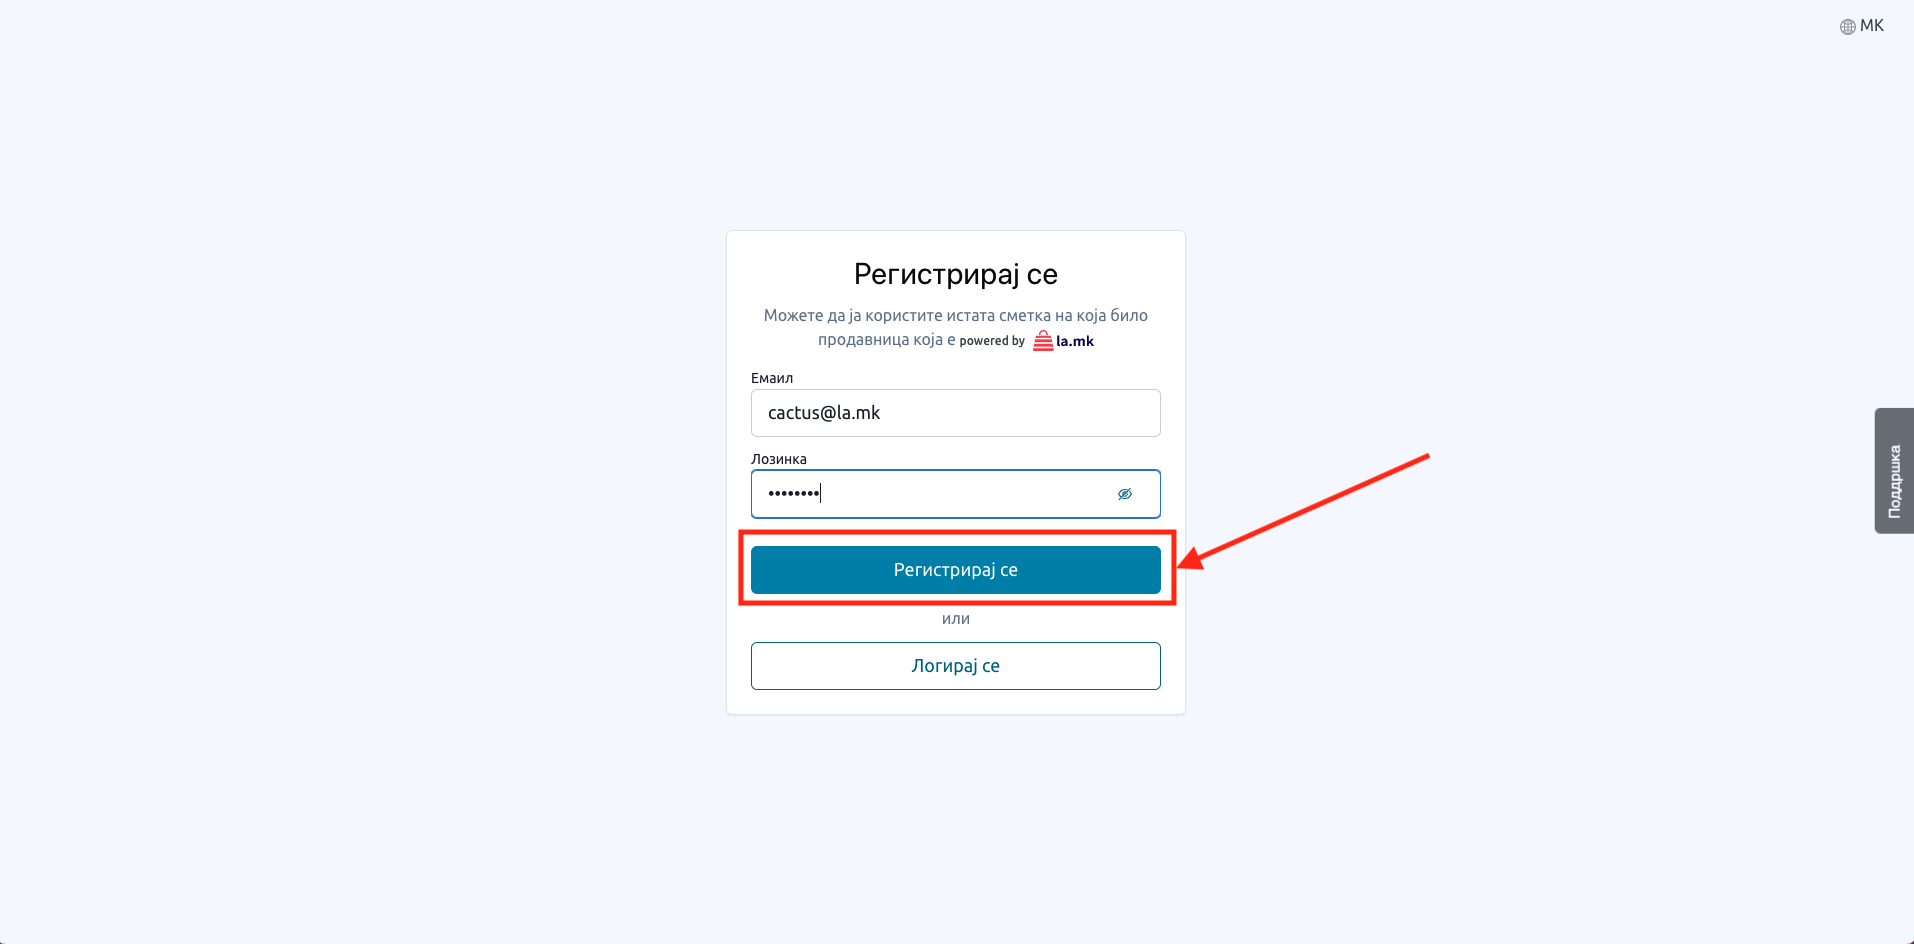 MK
Регистрирај се
Можете да ја користите истата сметка на која било
продавница која е powered by la.mk
Емаил
cactus@la.mk
Лозинка
••••••••
Регистрирај се
или
Логирај се
Поддршка